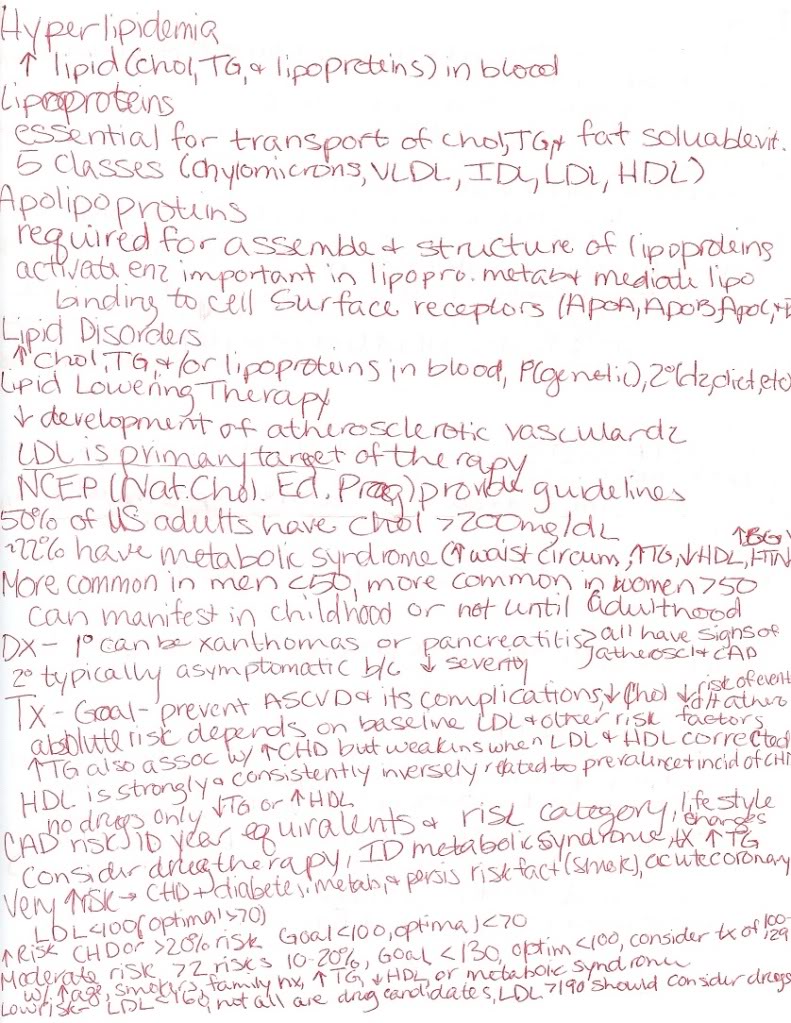 Hyperlipidemia
↑ lipid (chol, TG, & lipoproteins) in blood
Lipoproteins
essential for transport of chol, TG, & fat soluable vit.
5 Classes (chylomicrons, VLDL, IDL, LDL, HDL)
Apolipoproteins
required for assemble & structure of lipoproteins
activate enz important in lipopro. metab & mediate lipo
binding to cell surface receptors (ApoA, ApoB, ApoC, +
Lipid Disorders
↑ Chol, TG, &/or lipoproteins in blood, P(genetic), 2°(dz, diet, etc)
Lipid Lowering Therapy
↓ development of atherosclerotic vascular dz
LDL is primary target of therapy
NCEP (Nat. Chol. Ed. Prog) provide guidelines
50% of US adults have chol >200mg/dL
~22% have metabolic syndrome (↑ waist circum, ↑TG, ↓HDL, HTN ↑BG)
More common in men <50, more common in women >50
can manifest in childhood or not until adulthood
DX - 1° can be xanthomas or pancreatitis > all have signs of
2° typically asymptomatic b/c ↓ severity atheroscl & CAD
TX - Goal - prevent ASCVD & its complications, ↓ Chol ↓ risk of event d/t athero
absolute risk depends on baseline LDL & other risk factors
↑TG also assoc w/ ↑CHD but weakins when LDL & HDL corrected
HDL is strongly & consistently inversely related to prevalunce + incid of CHD
no drugs only ↓TG or ↑HDL
CAD risk, 10 year equivalents & risk category, lifestyle changes
Consider drug therapy, ID metabolic syndrome, tx ↑TG
Very ↑risk → CHD + diabetes, metab, & persis risk fact (smok), acute coronary
LDL <100 (optimal >70)
↑Risk CHD or >20% risk Goal <100, optimal <70
Moderate risk >2 risks 10-20%, Goal <130, optim <100, consider tx of 100-129
w/ ↑age, smokers, family hx, ↑TG, ↓HDL, or metabolic syndrome
Low risk - LDL <160, not all are drug candidates, LDL >190 should consider drugs